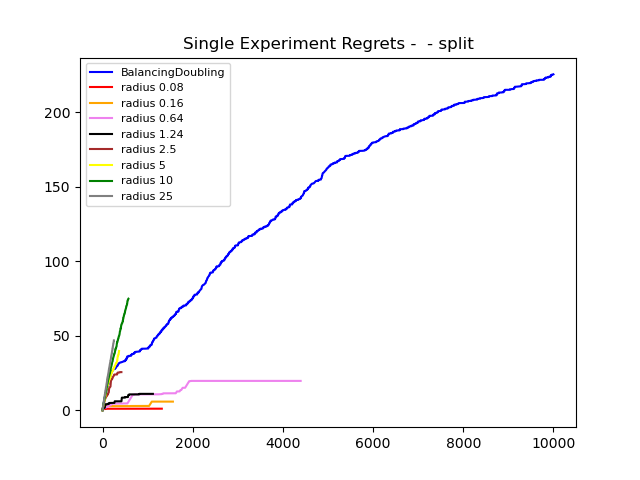 Single Experiment Regrets -  - split
BalancingDoubling
radius 0.08
radius 0.16
radius 0.64
radius 1.24
radius 2.5
radius 5
radius 10
radius 25
200
150
100
50
0
0 2000 4000 6000 8000 10000